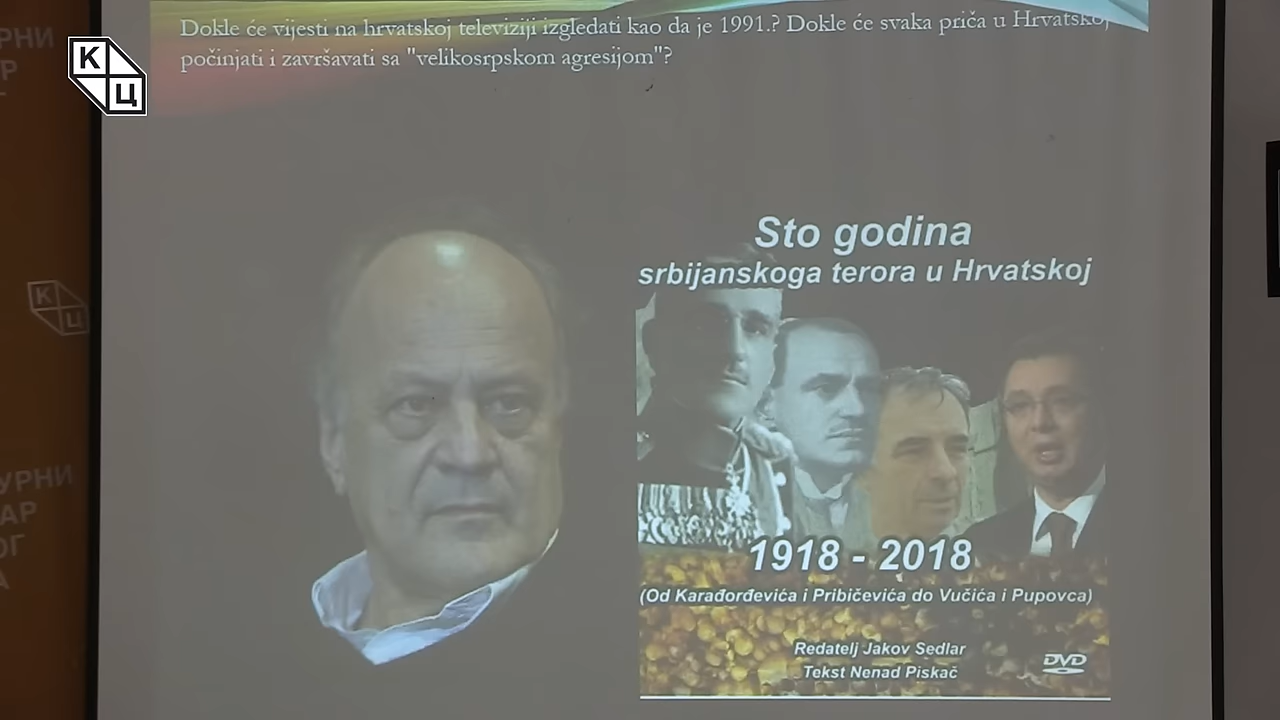 Dokle će vijesti na hrvatskoj televiziji izgledati kao da je 1991.? Dokle će svaka priča u Hrvatskoj
počinjati i završavati sa "velikosrpskom agresijom"?
К
Ц
Sto godina
srbijanskoga terora u Hrvatskoj
1918 - 2018
(Od Karađorđevića i Pribičevića do Vučića i Pupovca)
Redatelj Jakov Sedlar
Tekst Nenad Piskač
DVD
К
Ц